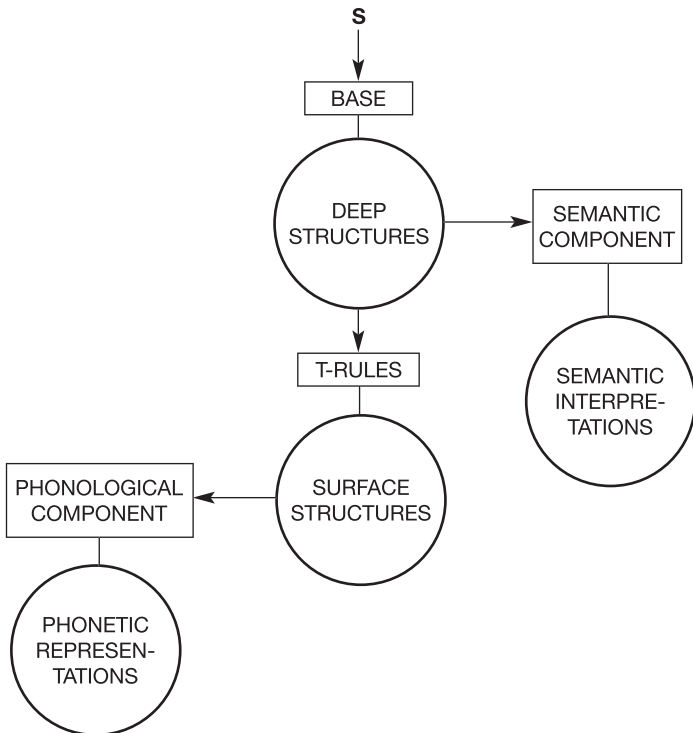 S
BASE
DEEP
STRUCTURES
SEMANTIC
COMPONENT
T-RULES
SEMANTIC
INTERPRE-
TATIONS
PHONOLOGICAL
COMPONENT
SURFACE
STRUCTURES
PHONETIC
REPRESEN-
TATIONS